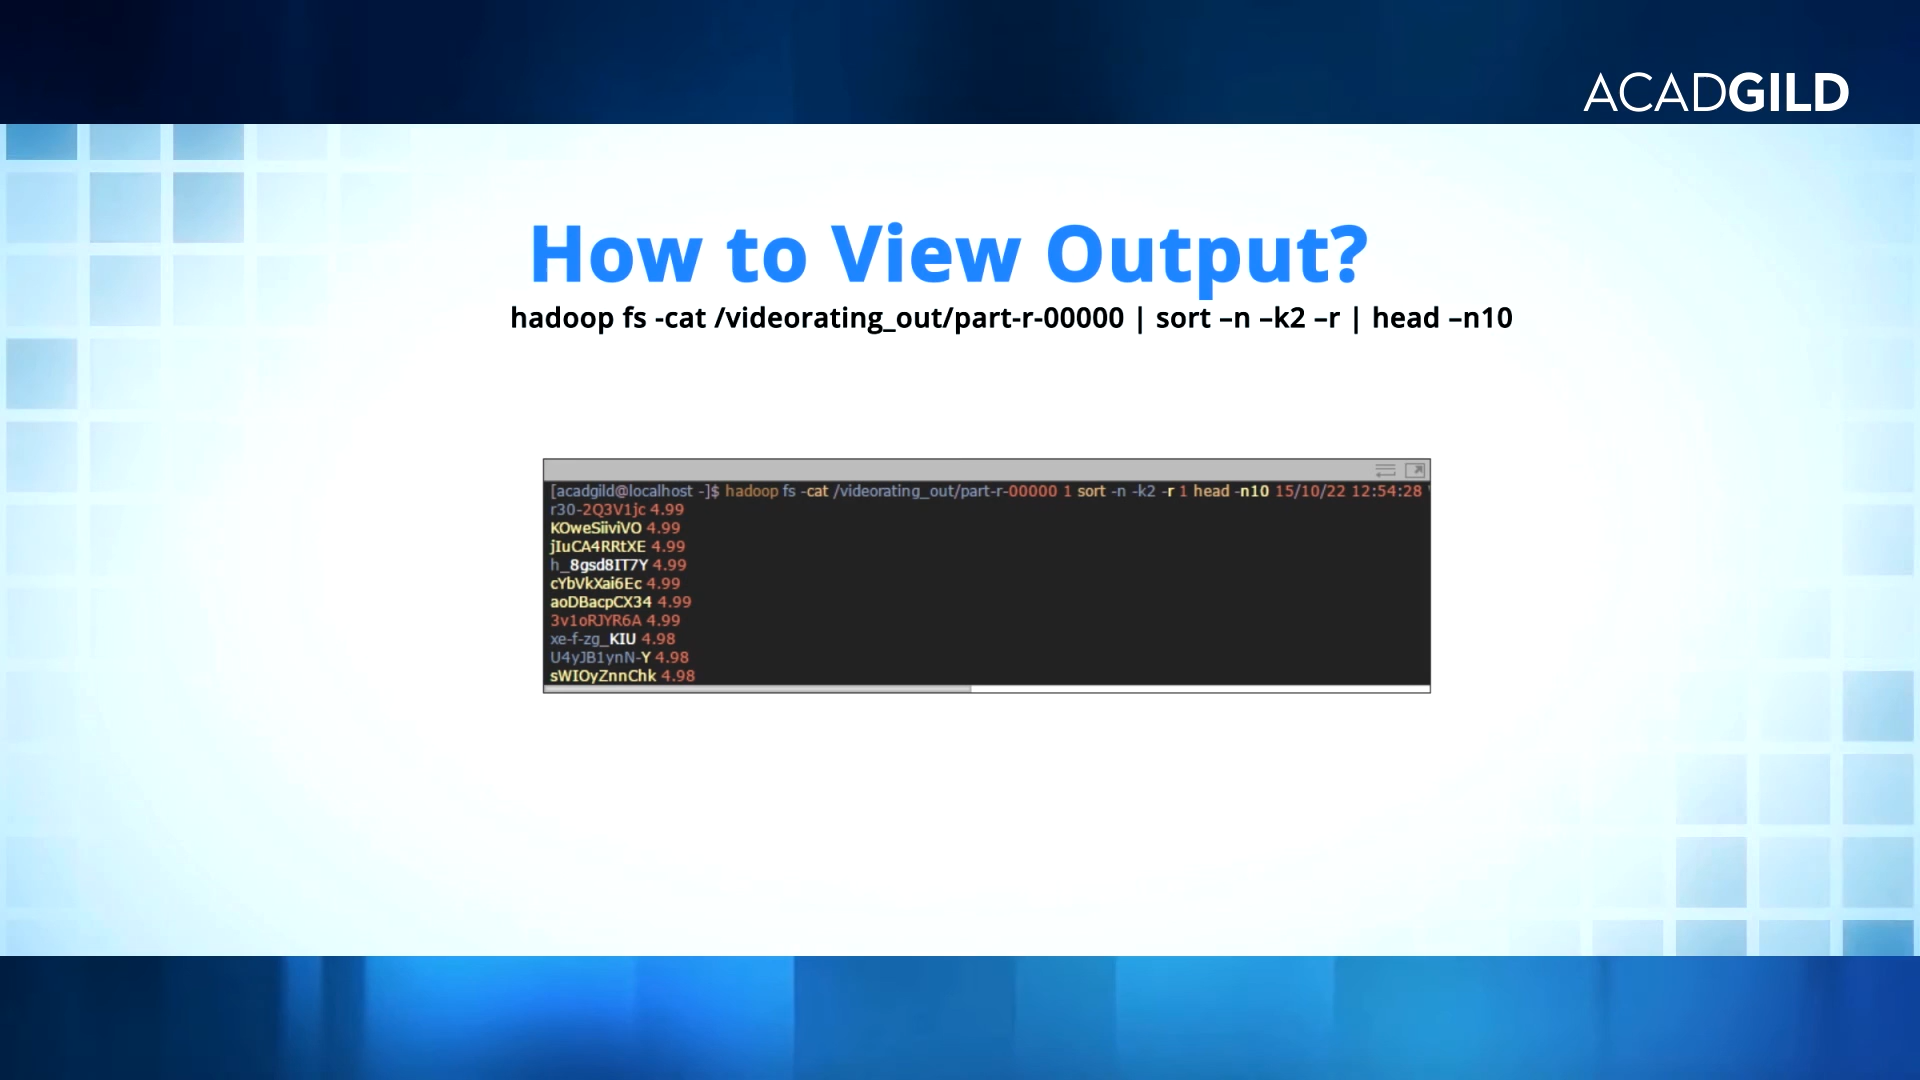 ACADGILD
How to View Output?
hadoop fs -cat /videorating_out/part-r-00000 | sort –n –k2 –r | head –n10
[acadgild@localhost -]$ hadoop fs -cat /videorating_out/part-r-00000 1 sort -n -k2 -r 1 head -n10 15/10/22 12:54:28
r30-2Q3V1jc 4.99
KOweSiiviVO 4.99
jIuCA4RRtXE 4.99
h_8gsd8IT7Y 4.99
cYbVkXai6Ec 4.99
aoDBacpCX34 4.99
3v1oRJYR6A 4.99
xe-f-zg_KIU 4.98
U4yJB1ynN-Y 4.98
sWIOyZnnChk 4.98